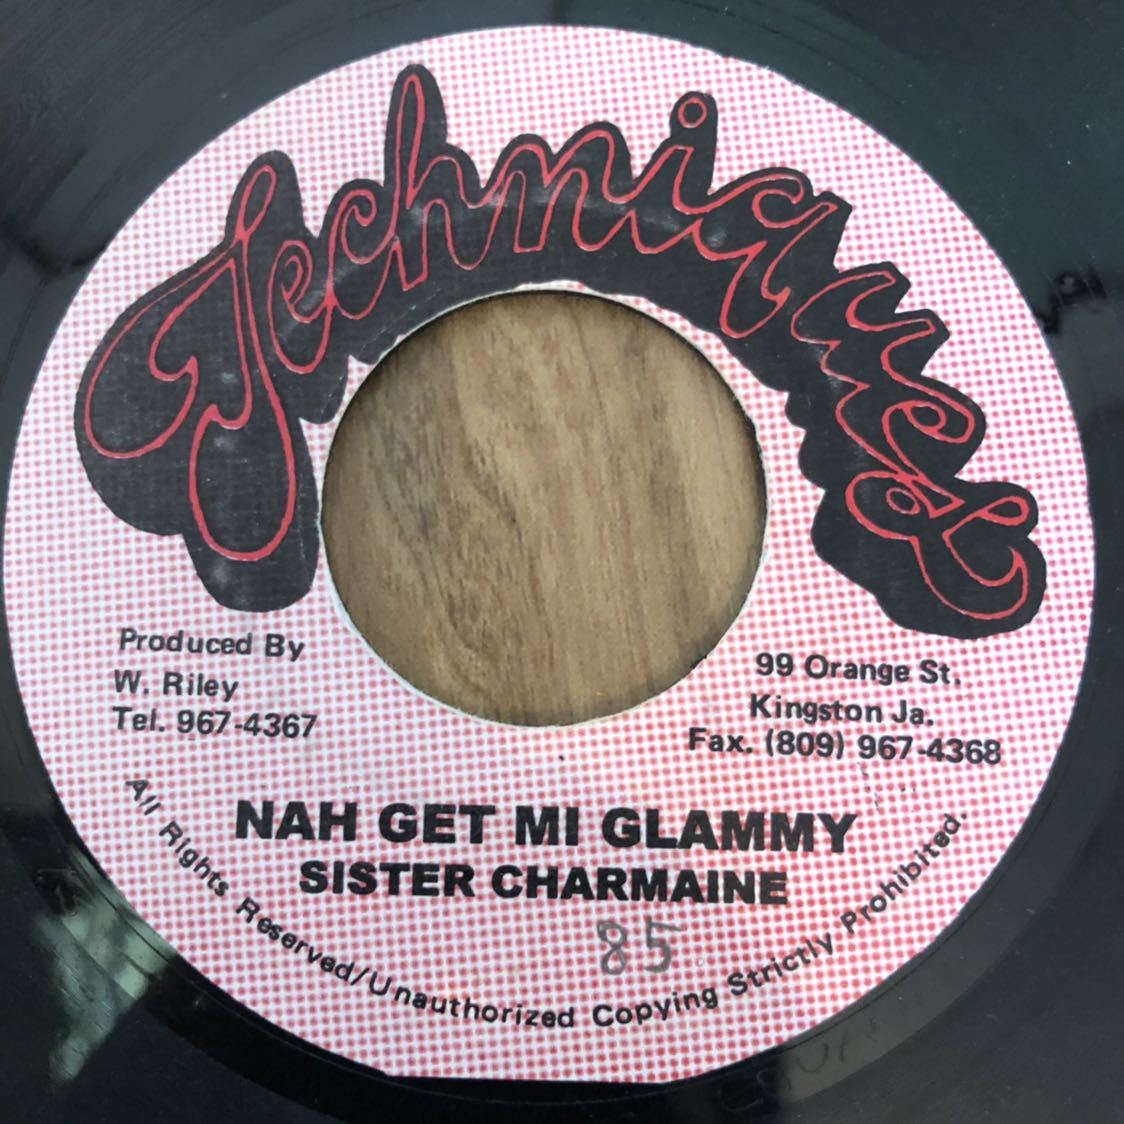 Techniques
Produced By
W. Riley
Tel. 967-4367
99 Orange St.
Kingston Ja.
Fax. (809) 967-4368
NAH GET MI GLAMMY
SISTER CHARMAINE
85
All Rights Reserved/Unauthorized Copying Strictly Prohibited.